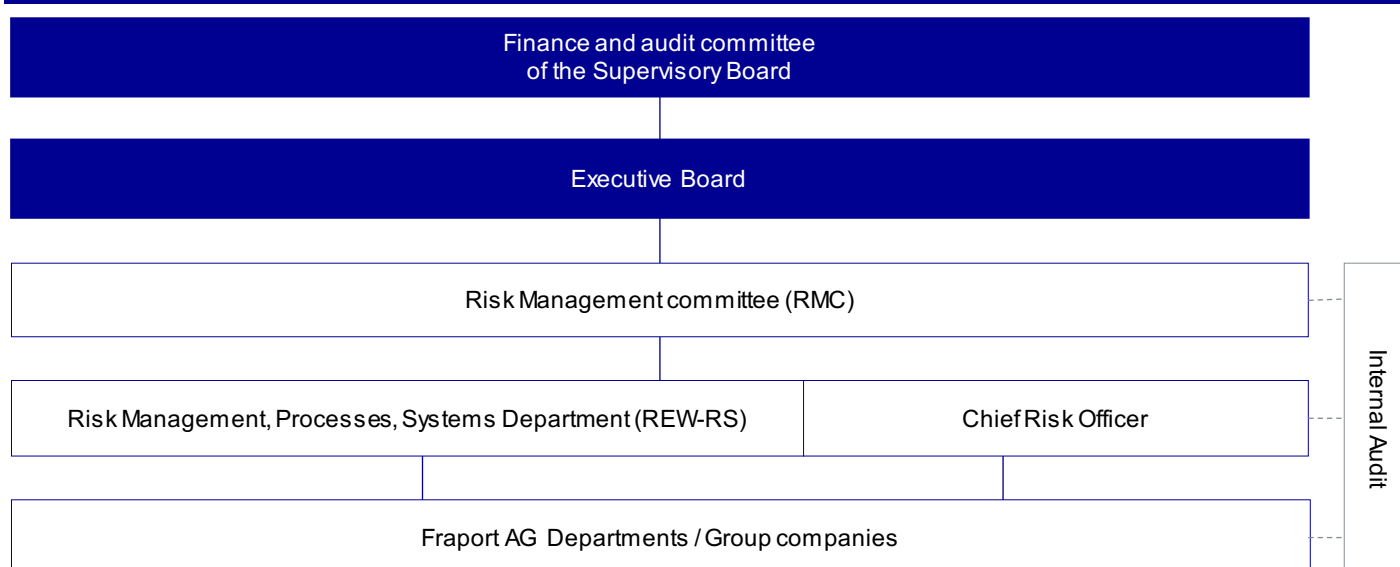 Finance and audit committee
of the Supervisory Board
Executive Board
Risk Management committee (RMC)
Risk Management, Processes, Systems Department (REW-RS)
Chief Risk Officer
Internal Audit
Fraport AG Departments / Group companies